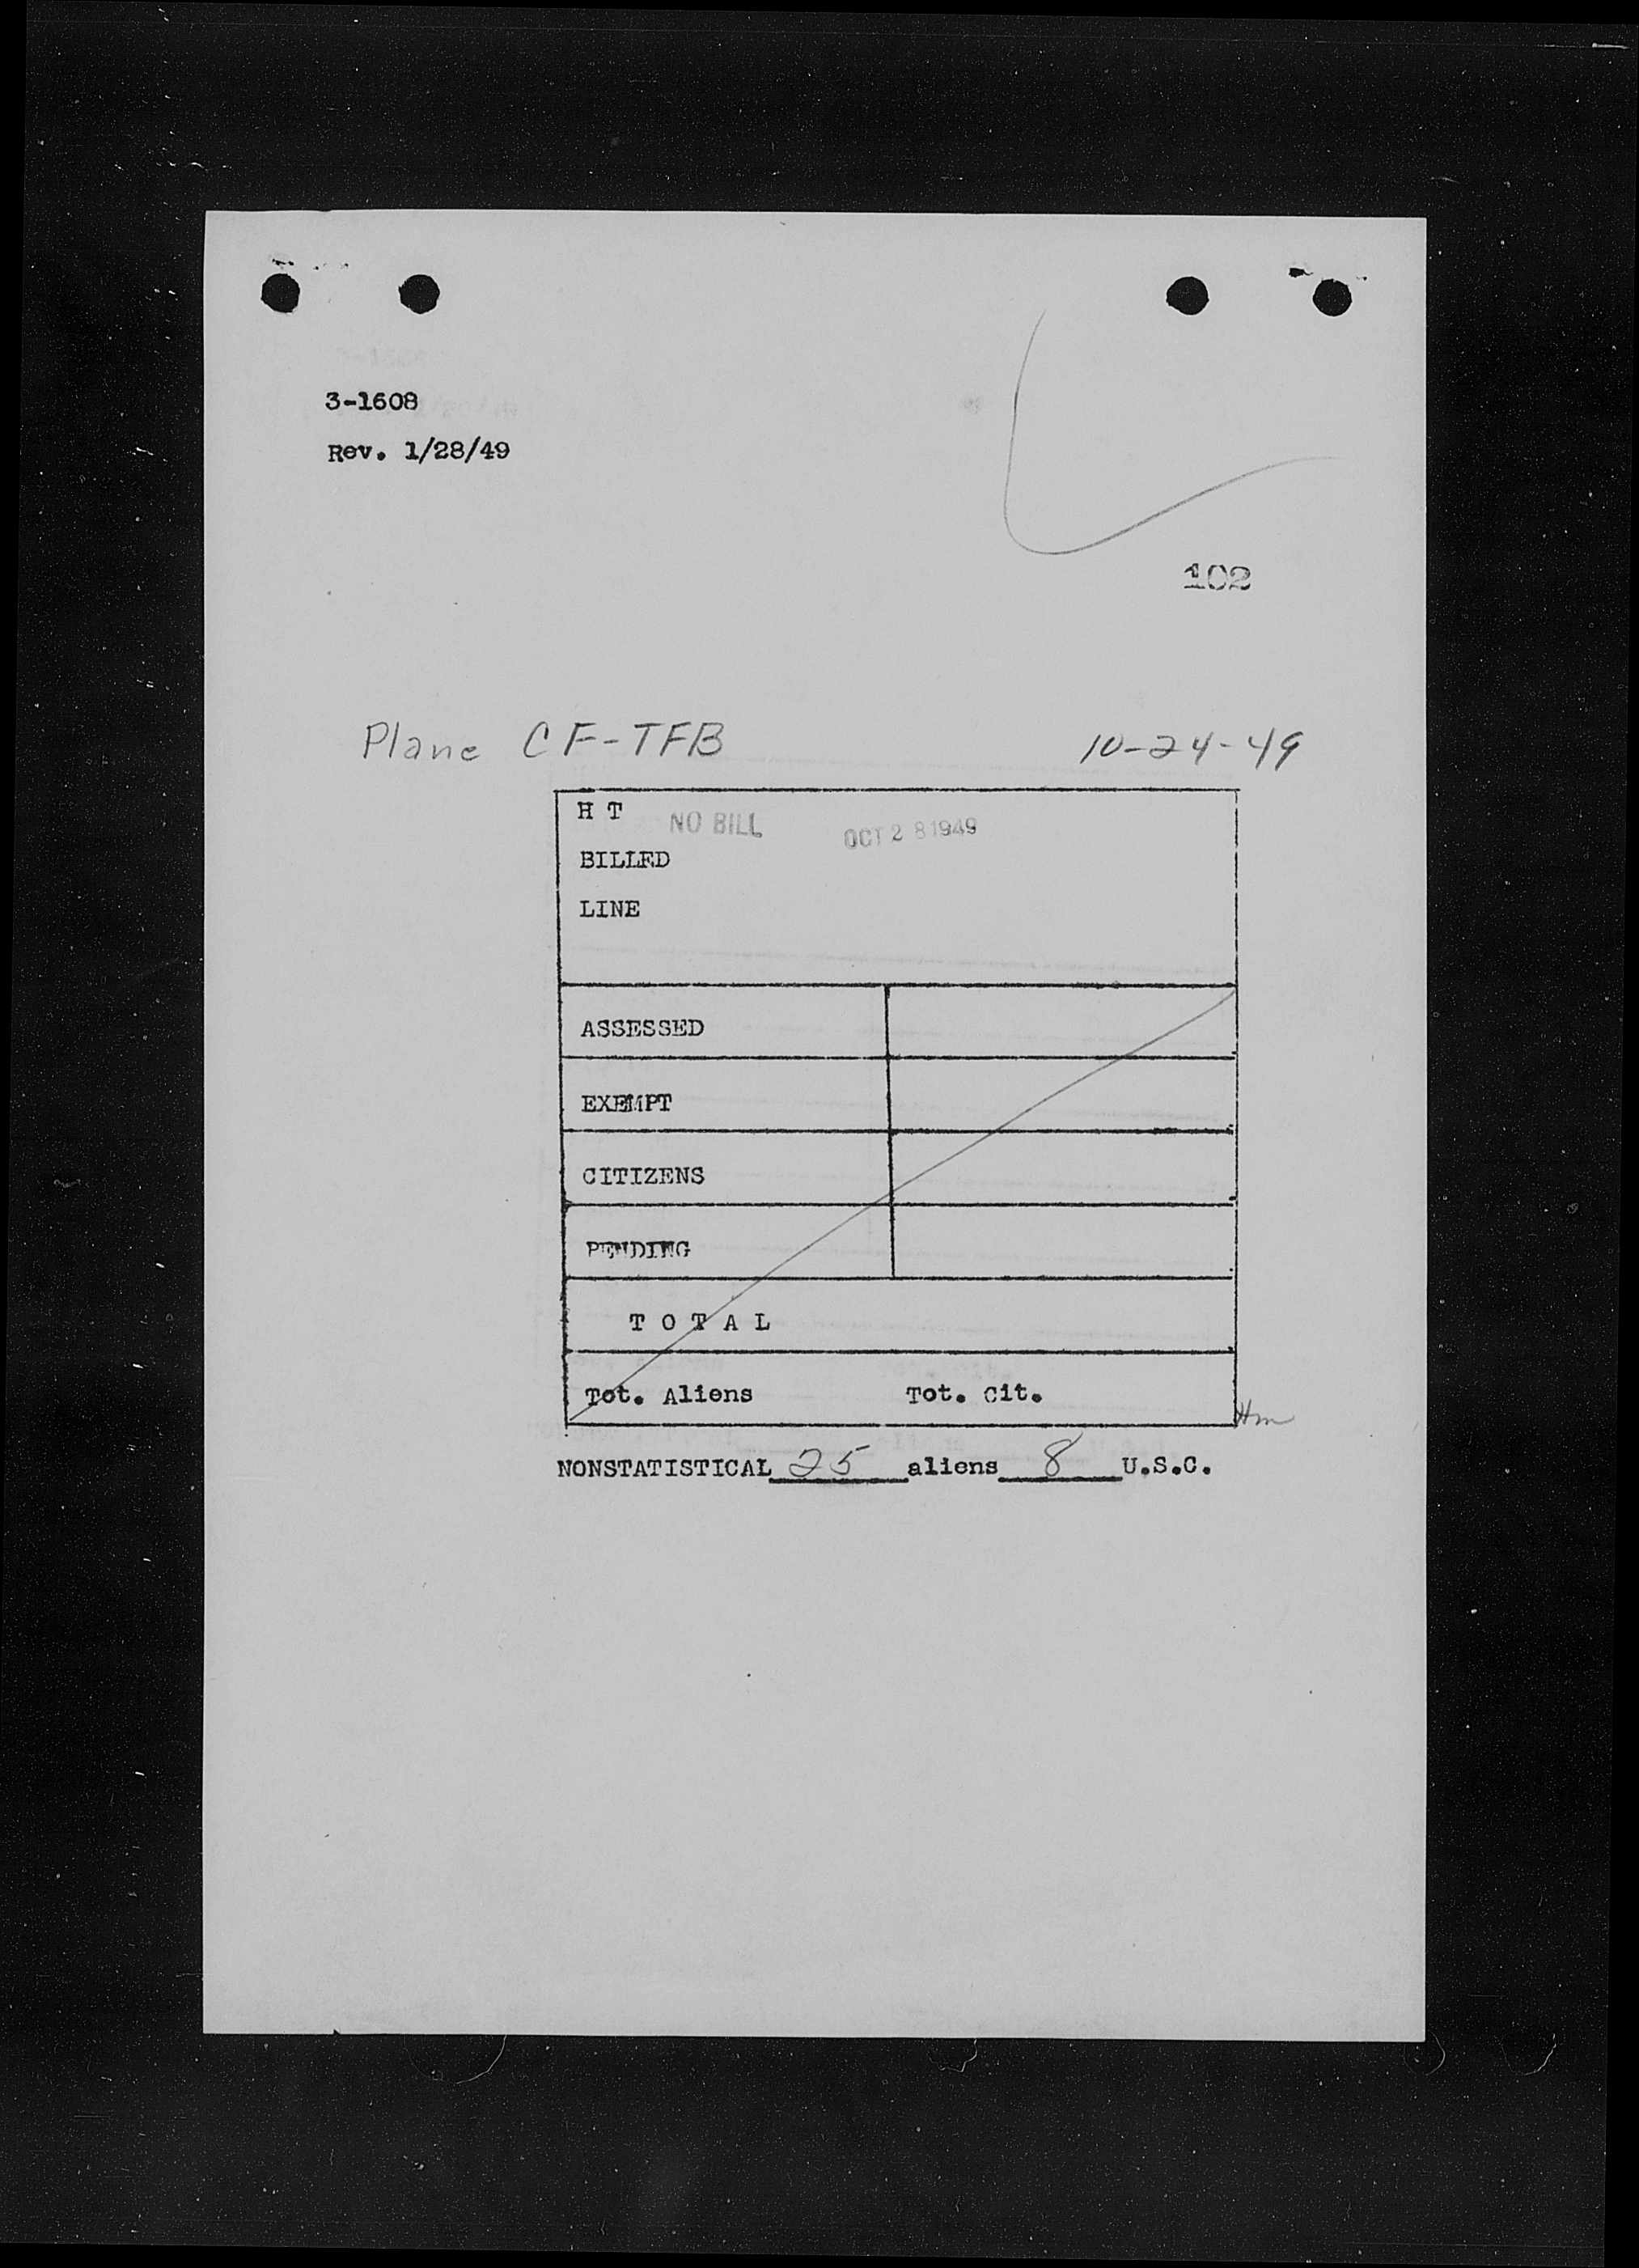 3-1608
Rev. 1/28/49
102
Plane CF-TFB 10-24-49
H T NO BILL OCT 28 1949
BILLED
LINE
ASSESSED
EXEMPT
CITIZENS
PENDING
T O T A L
Tot. Aliens Tot. Cit.
Hm
NONSTATISTICAL 25 aliens 8 U.S.C.